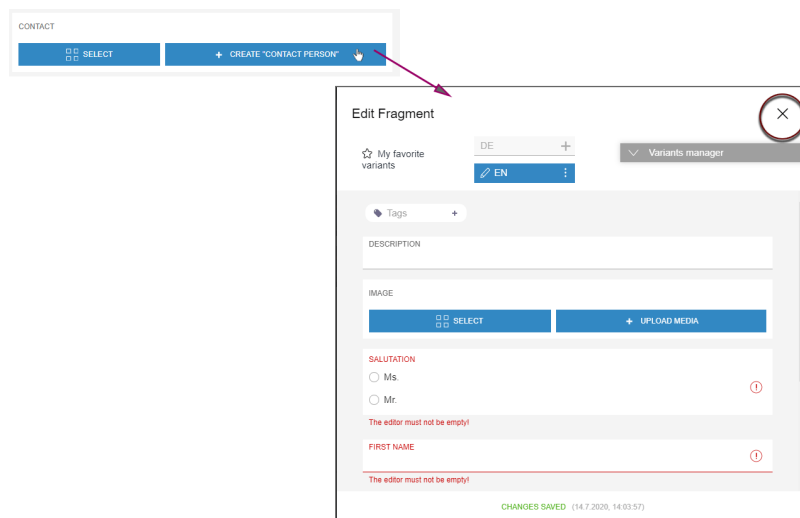 CONTACT
SELECT
+ CREATE "CONTACT PERSON"
Edit Fragment
My favorite
variants
DE
EN
Variants manager
Tags +
DESCRIPTION
IMAGE
SELECT
+ UPLOAD MEDIA
SALUTATION
Ms.
Mr.
The editor must not be empty!
FIRST NAME
The editor must not be empty!
CHANGES SAVED (14.7.2020, 14:03:57)